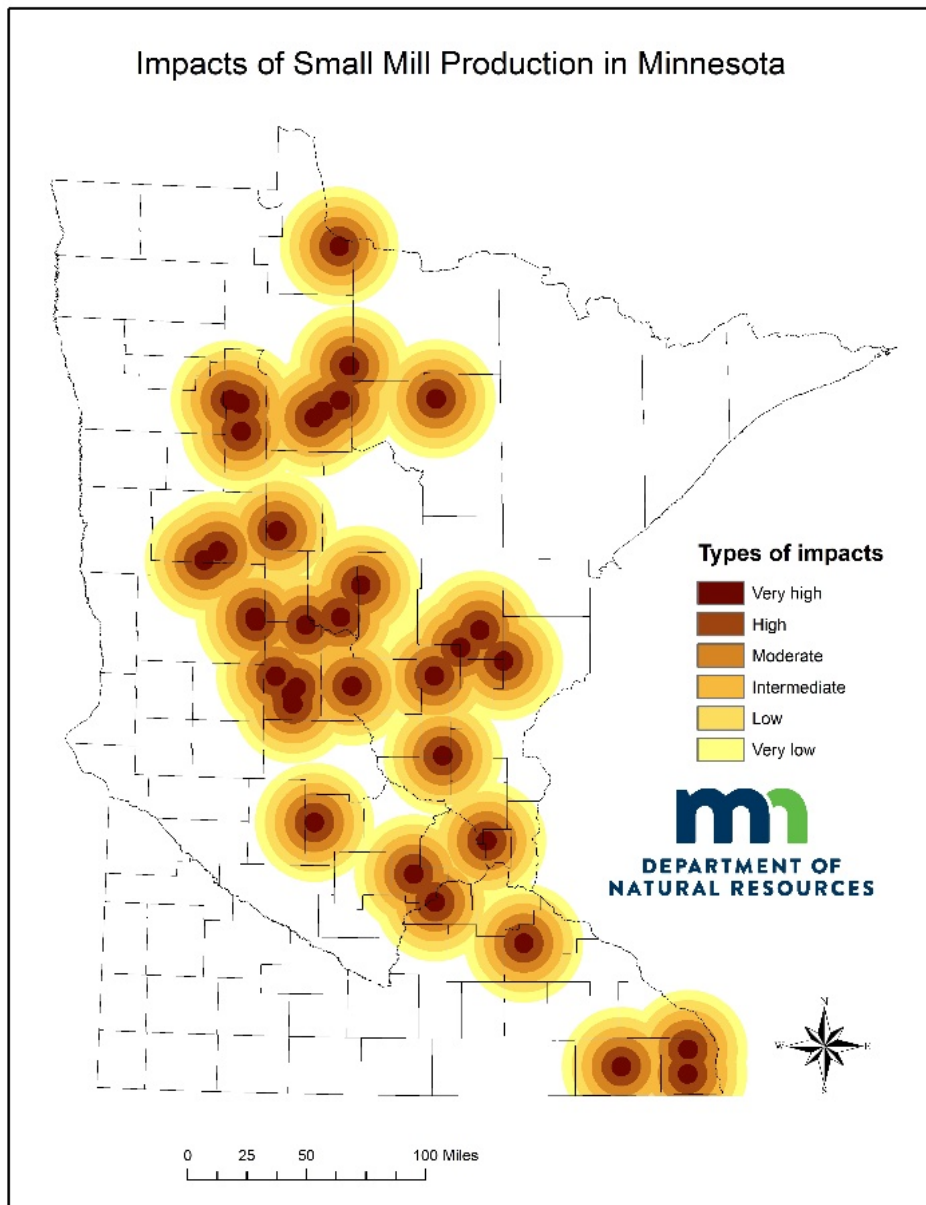 Impacts of Small Mill Production in Minnesota
Types of impacts
Very high
High
Moderate
Intermediate
Low
Very low
mn
DEPARTMENT OF
NATURAL RESOURCES
N
W E
S
0 25 50 100 Miles